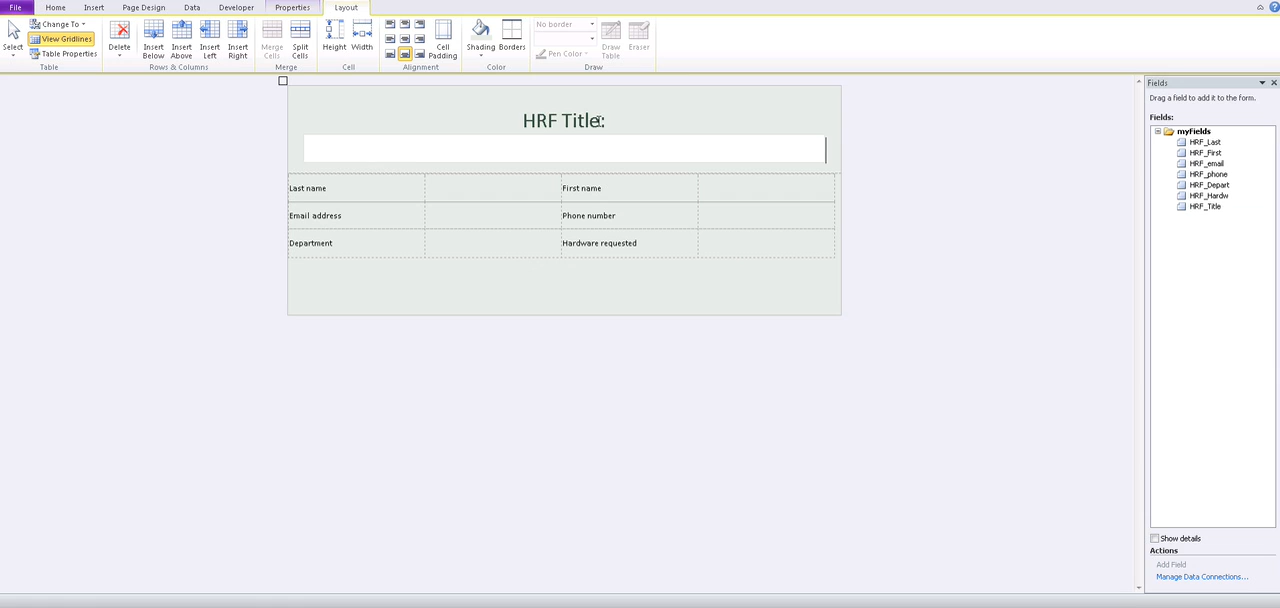 File Home Insert Page Design Data Developer Properties Layout
Select
Change To
View Gridlines
Table Properties
Table
Delete
Insert Below
Insert Above
Insert Left
Insert Right
Rows & Columns
Merge Cells
Split Cells
Merge
Height Width
Cell
Cell Padding
Alignment
Shading Borders
Color
No border
Pen Color
Draw Table
Eraser
Draw
HRF Title:
Last name First name
Email address Phone number
Department Hardware requested
Fields
Drag a field to add it to the form.
Fields:
myFields
HRF_Last
HRF_First
HRF_email
HRF_phone
HRF_Depart
HRF_Hardw
HRF_Title
Show details
Actions
Add Field
Manage Data Connections...